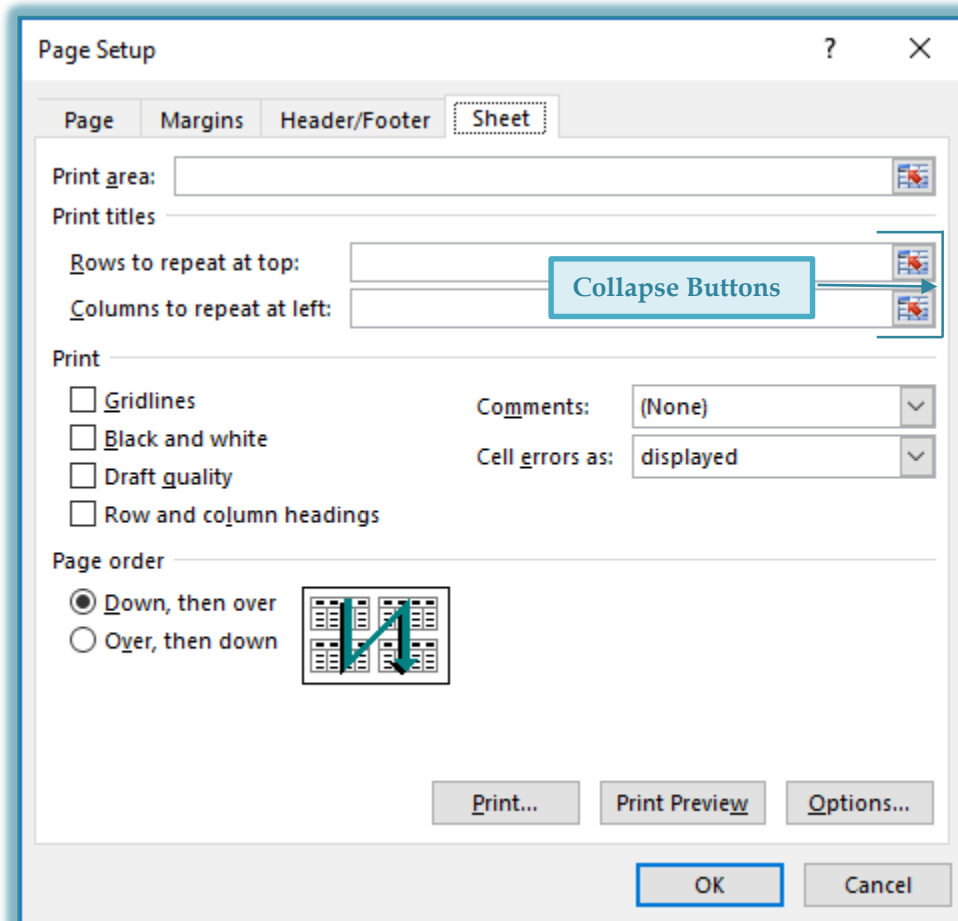 Page Setup ?
Page Margins Header/Footer Sheet
Print area:
Print titles
Rows to repeat at top:
Collapse Buttons
Columns to repeat at left:
Print
Gridlines Comments: (None)
Black and white Cell errors as: displayed
Draft quality
Row and column headings
Page order
Down, then over
Over, then down
Print... Print Preview Options...
OK Cancel